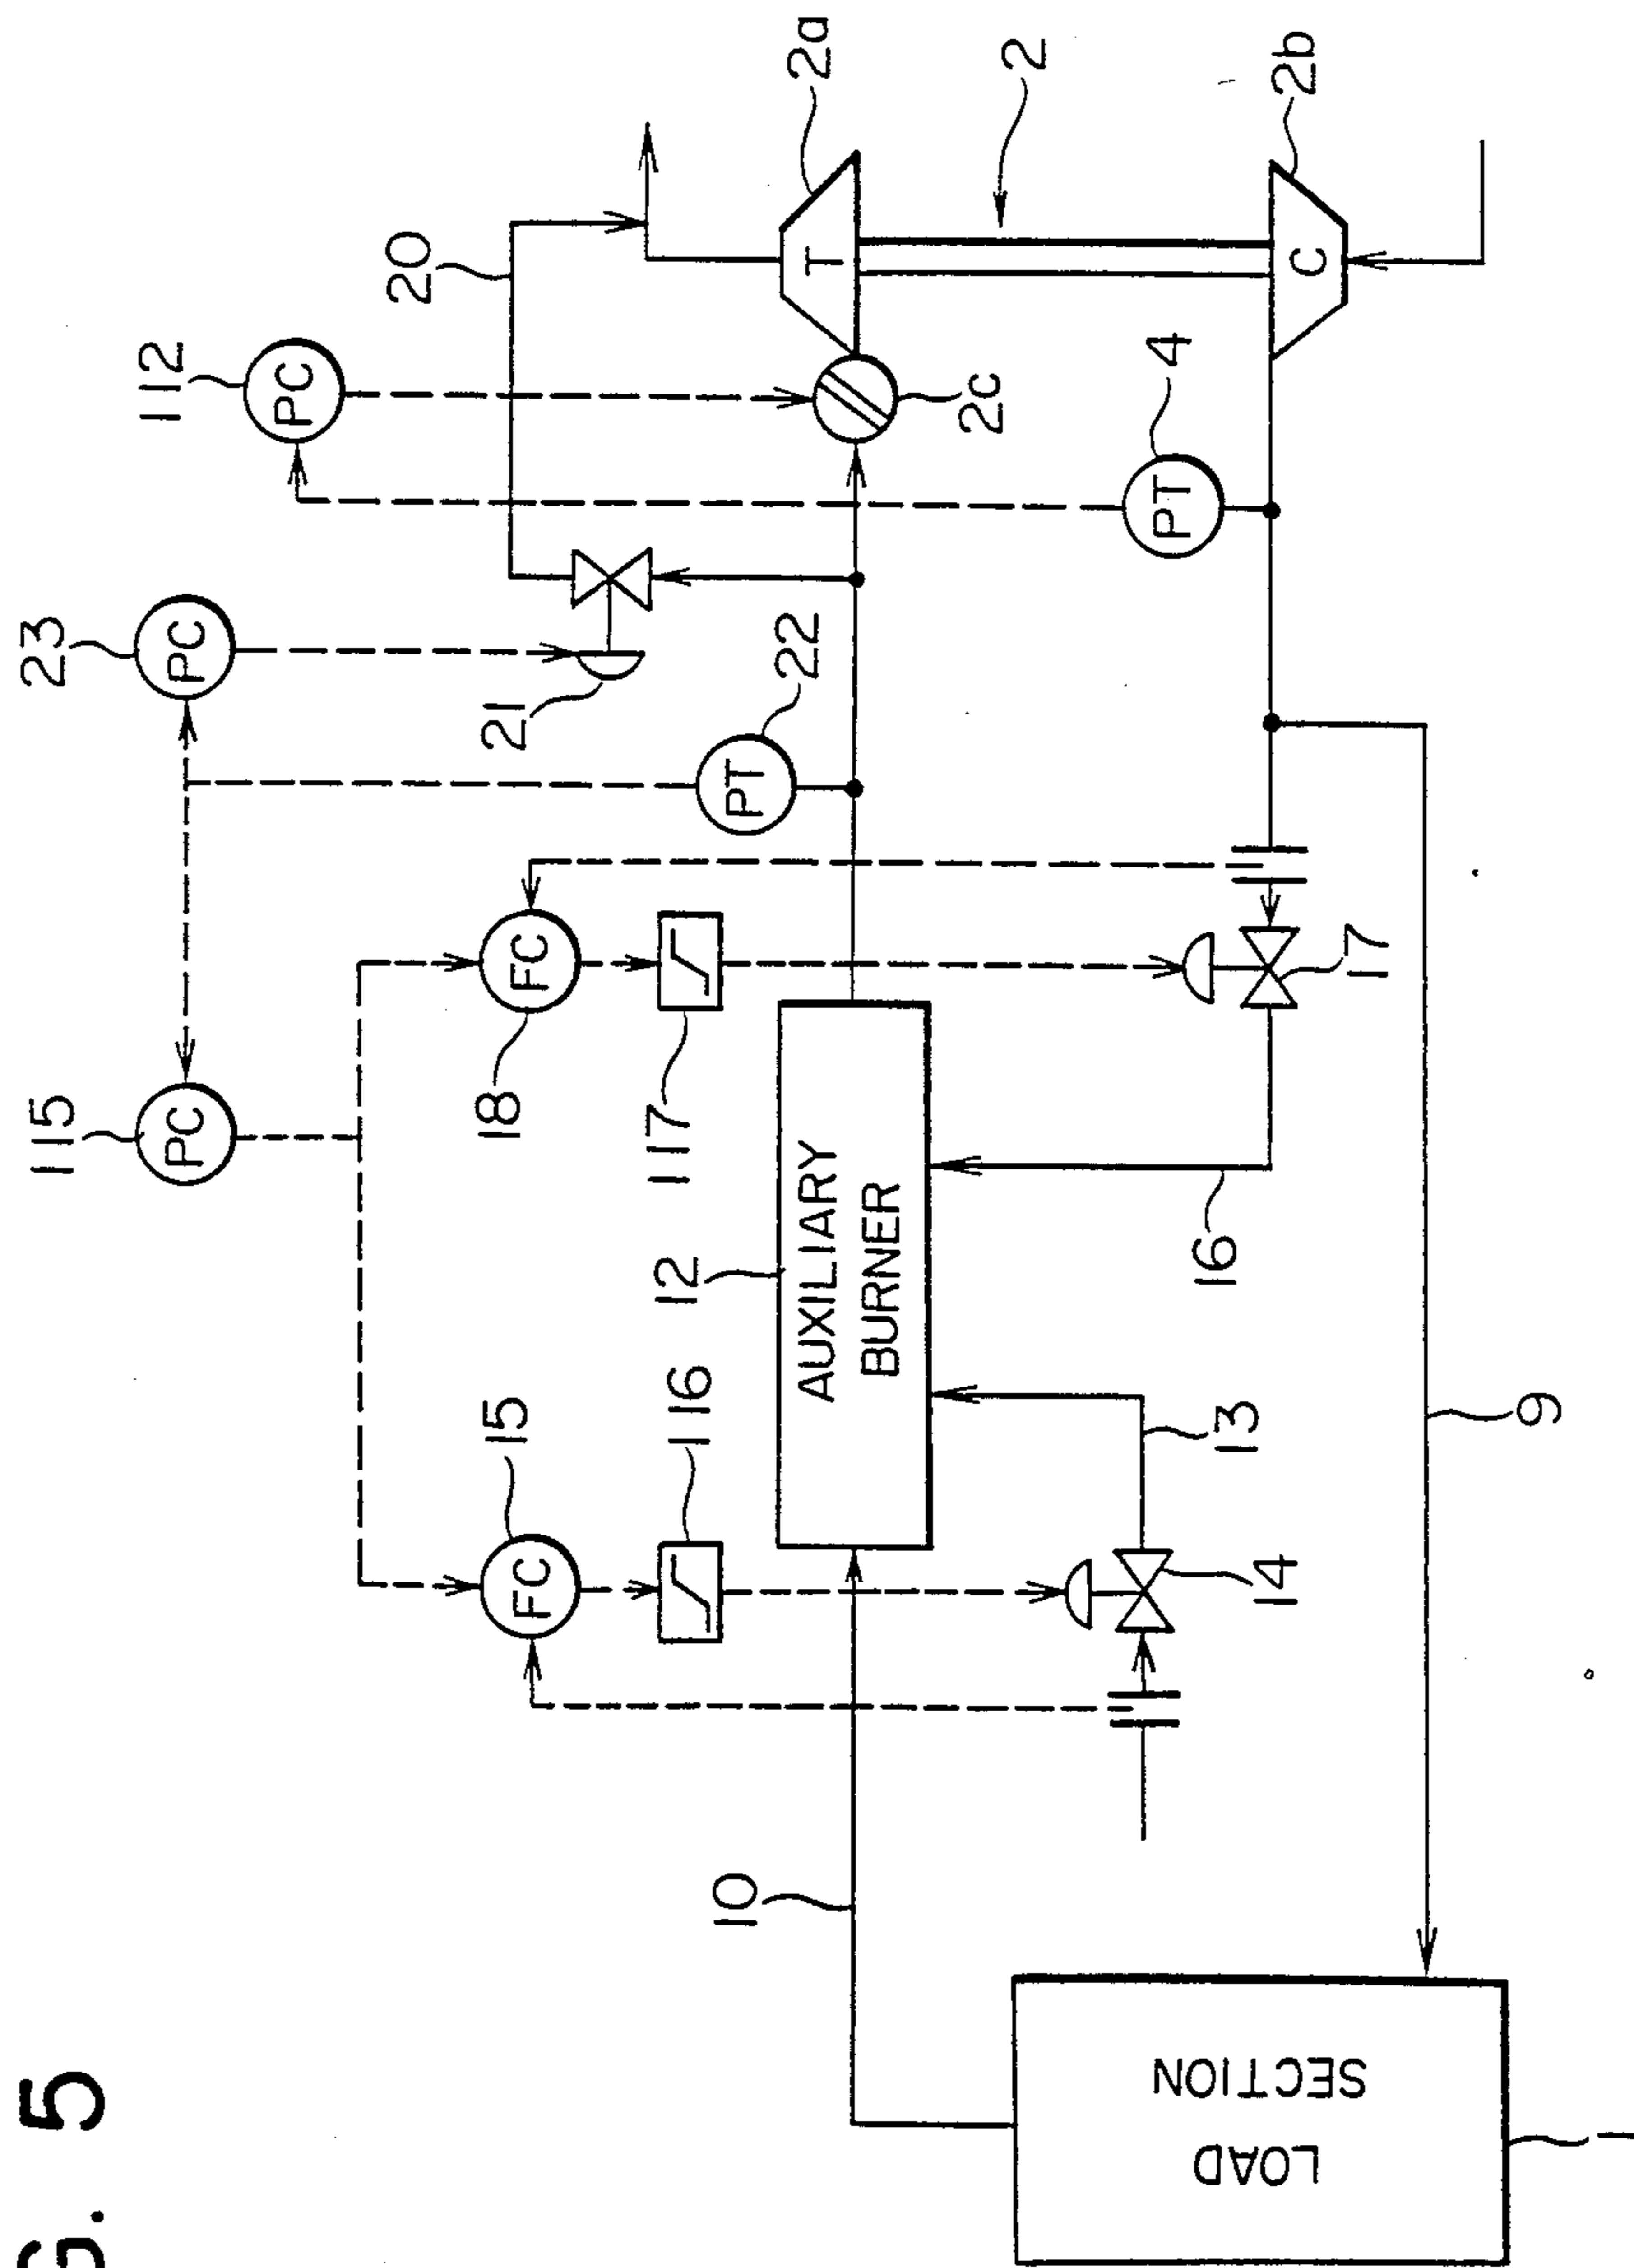 G. 5
115
23
112
PC
PC
PC
20
15
18
21
FC
FC
116
12
117
10
PT
22
AUXILIARY
BURNER
T
2a
2c
2
PT
4
13
16
14
17
C
2b
LOAD
SECTION
9
1